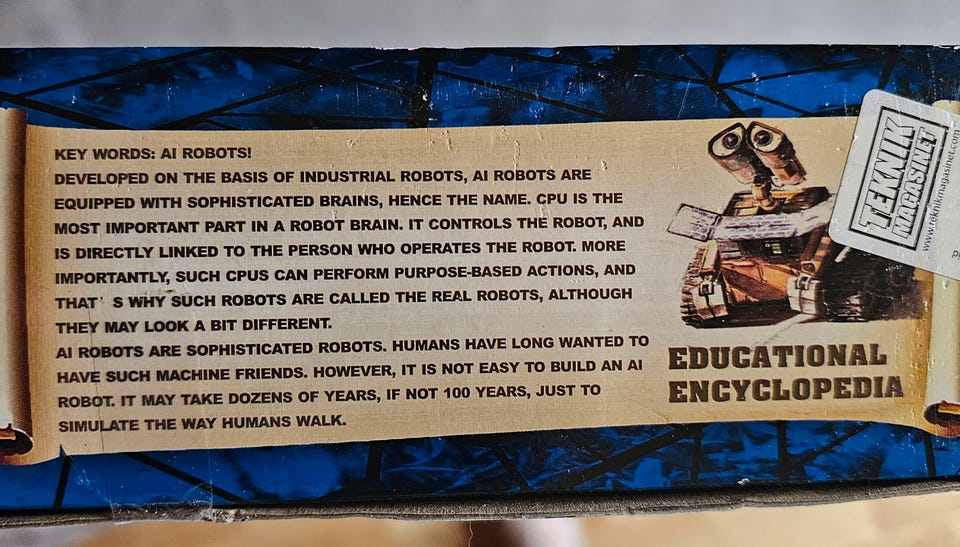 KEY WORDS: AI ROBOTS!
DEVELOPED ON THE BASIS OF INDUSTRIAL ROBOTS, AI ROBOTS ARE
EQUIPPED WITH SOPHISTICATED BRAINS, HENCE THE NAME. CPU IS THE
MOST IMPORTANT PART IN A ROBOT BRAIN. IT CONTROLS THE ROBOT, AND
IS DIRECTLY LINKED TO THE PERSON WHO OPERATES THE ROBOT. MORE
IMPORTANTLY, SUCH CPUS CAN PERFORM PURPOSE-BASED ACTIONS, AND
THAT' S WHY SUCH ROBOTS ARE CALLED THE REAL ROBOTS, ALTHOUGH
THEY MAY LOOK A BIT DIFFERENT.
AI ROBOTS ARE SOPHISTICATED ROBOTS. HUMANS HAVE LONG WANTED TO
HAVE SUCH MACHINE FRIENDS. HOWEVER, IT IS NOT EASY TO BUILD AN AI
ROBOT. IT MAY TAKE DOZENS OF YEARS, IF NOT 100 YEARS, JUST TO
SIMULATE THE WAY HUMANS WALK.
EDUCATIONAL
ENCYCLOPEDIA
TEKNIK
MAGASINET
www.teknikmagasinet.com